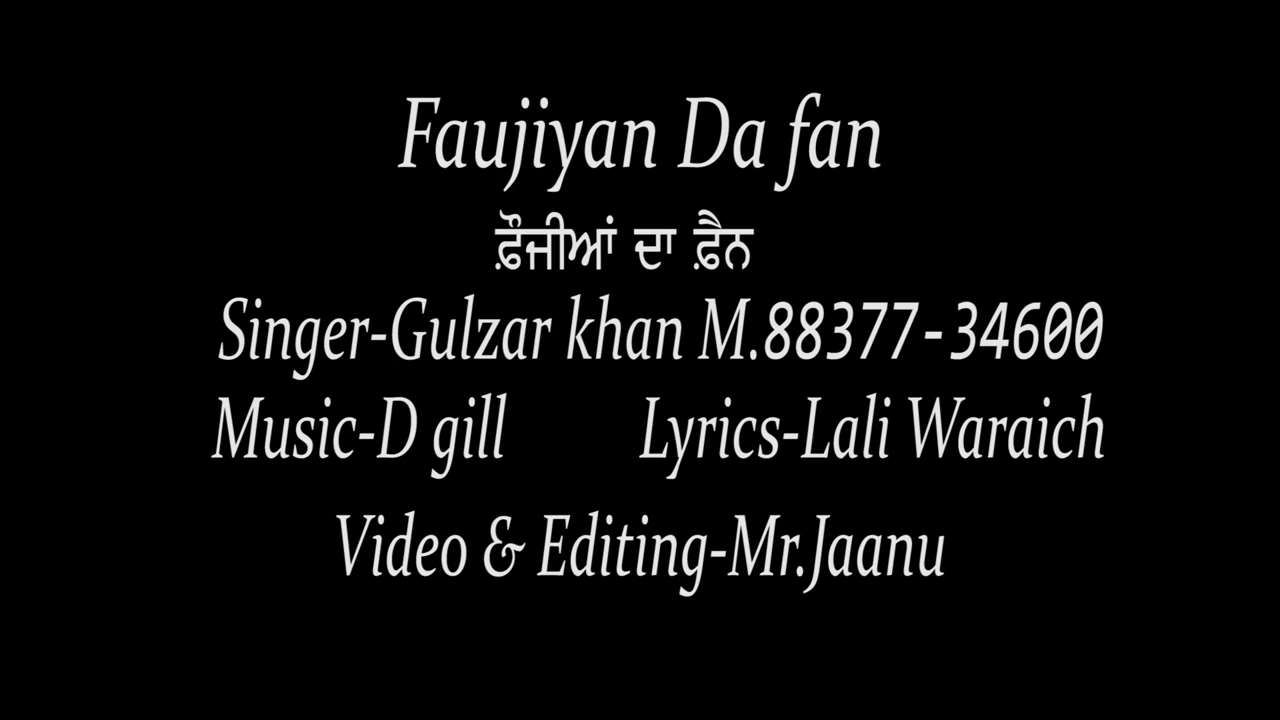 Faujiyan Da fan
ਫ਼ੌਜੀਆਂ ਦਾ ਫ਼ੈਨ
Singer-Gulzar khan M.88377-34600
Music-D gill Lyrics-Lali Waraich
Video & Editing-Mr.Jaanu